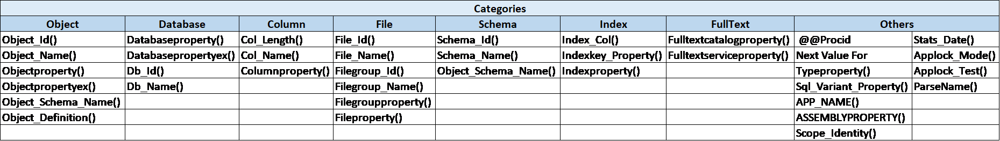 Categories
Object Database Column File Schema Index FullText Others
Object_Id() Databaseproperty() Col_Length() File_Id() Schema_Id() Index_Col() Fulltextcatalogproperty() @@Procid Stats_Date()
Object_Name() Databasepropertyex() Col_Name() File_Name() Schema_Name() Indexkey_Property() Fulltextserviceproperty() Next Value For Applock_Mode()
Objectproperty() Db_Id() Columnproperty() Filegroup_Id() Object_Schema_Name() Indexproperty() Typeproperty() Applock_Test()
Objectpropertyex() Db_Name() Filegroup_Name() Sql_Variant_Property() ParseName()
Object_Schema_Name() Filegroupproperty() APP_NAME()
Object_Definition() Fileproperty() ASSEMBLYPROPERTY()
Scope_Identity()